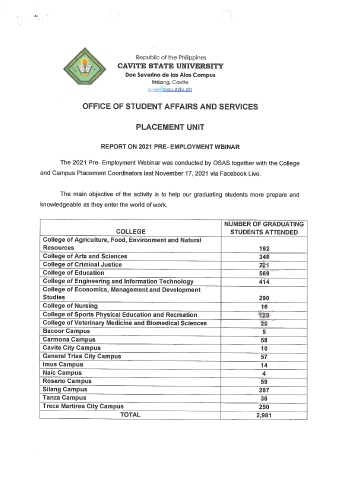 Republic of the Philippines
CAVITE STATE UNIVERSITY
Don Severino de las Alas Campus
Indang, Cavite
OFFICE OF STUDENT AFFAIRS AND SERVICES
PLACEMENT UNIT
REPORT ON 2021 PRE- EMPLOYMENT WBINAR
The 2021 Pre- Employment Webinar was conducted by OSAS together with the College
and Campus Placement Coordinators last November 17, 2021 via Facebook Live.
The main objective of the activity is to help our graduating students more prepare and
knowledgeable as they enter the world of work.
COLLEGE NUMBER OF GRADUATING STUDENTS ATTENDED
College of Agriculture, Food, Environment and Natural
Resources 192
College of Arts and Sciences 348
College of Criminal Justice 221
College of Education 569
College of Engineering and Information Technology 414
College of Economics, Management and Development
Studies 290
College of Nursing 16
College of Sports Physical Education and Recreation
College of Veterinary Medicine and Biomedical Sciences 22
Bacoor Campus 5
Carmona Campus 58
Cavite City Campus 10
General Trias City Campus 57
Imus Campus 14
Naic Campus 4
Rosario Campus 59
Silang Campus 287
Tanza Campus 36
Trece Martires City Campus 250
TOTAL 2,981